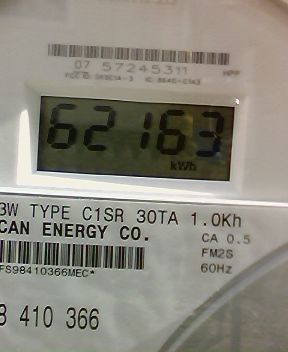 07 57245311
62163
kWh
3W TYPE C1SR 30TA 1.0Kh
CAN ENERGY CO.
CA 0.5
FM2S
60Hz
FS98410366MEC*
8 410 366